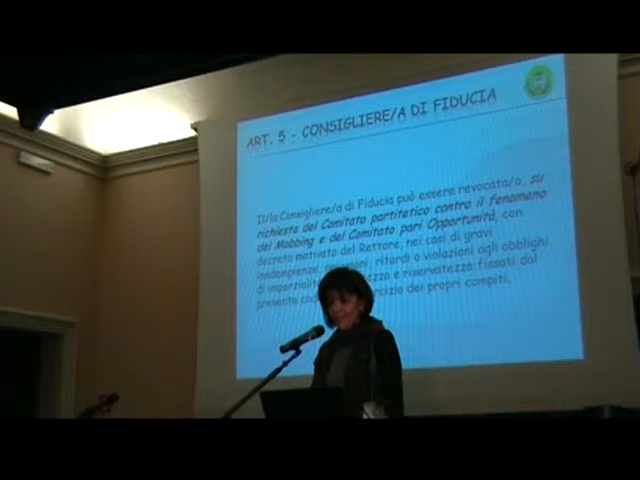 ART. 5 - CONSIGLIERE/A DI FIDUCIA
Il/la Consigliere/a di Fiducia può essere revocata/o, su
richiesta del Comitato partitetico contro il fenomeno
del Mobbing e del Comitato pari Opportunità, con
decreto motivato del Rettore, nei casi di gravi
inadempienze, ritardi o violazioni agli obblighi
di e riservatezza fissati dal
presente dei propri compiti.